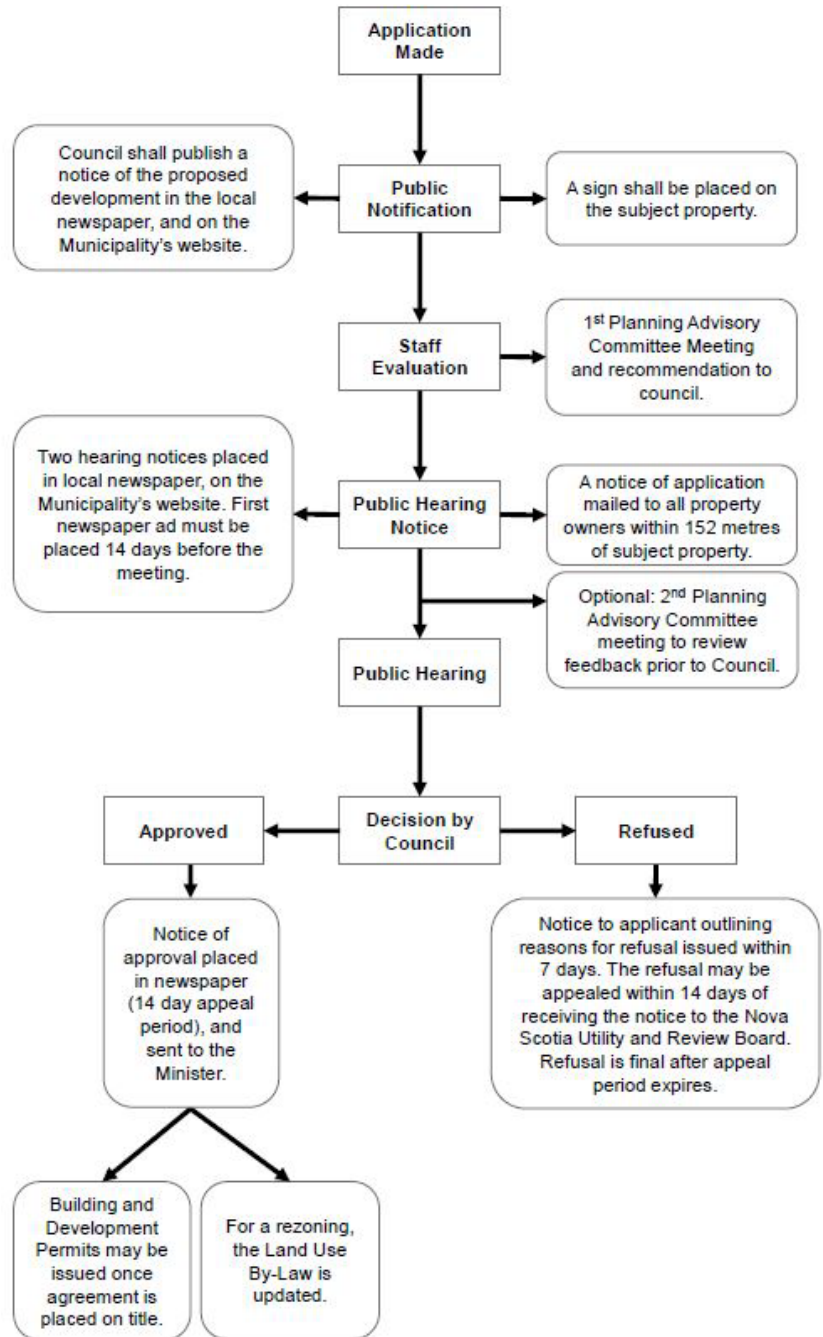 Application
Made
Council shall publish a
notice of the proposed
development in the local
newspaper, and on the
Municipality's website.
Public
Notification
A sign shall be placed on
the subject property.
Staff
Evaluation
1st Planning Advisory
Committee Meeting
and recommendation to
council.
Two hearing notices placed
in local newspaper, on the
Municipality's website. First
newspaper ad must be
placed 14 days before the
meeting.
Public Hearing
Notice
A notice of application
mailed to all property
owners within 152 metres
of subject property.
Optional: 2nd Planning
Advisory Committee
meeting to review
feedback prior to Council.
Public Hearing
Decision by
Council
Approved
Refused
Notice of
approval placed
in newspaper
(14 day appeal
period), and
sent to the
Minister.
Notice to applicant outlining
reasons for refusal issued within
7 days. The refusal may be
appealed within 14 days of
receiving the notice to the Nova
Scotia Utility and Review Board.
Refusal is final after appeal
period expires.
Building and
Development
Permits may be
issued once
agreement is
placed on title.
For a rezoning,
the Land Use
By-Law is
updated.